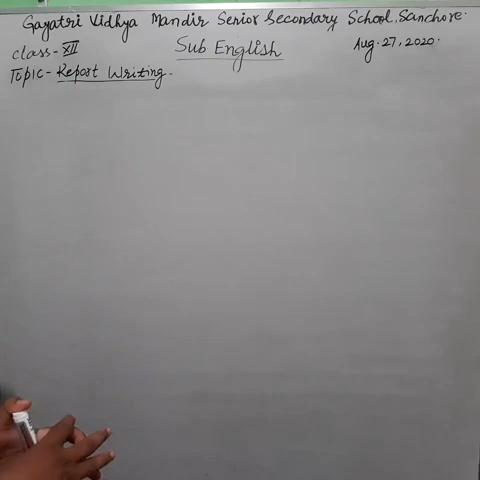 Gayatri Vidhya Mandir Senior Secondary School, Sanchore.
Class- XII Sub English Aug. 27, 2020.
Topic- Report Writing.